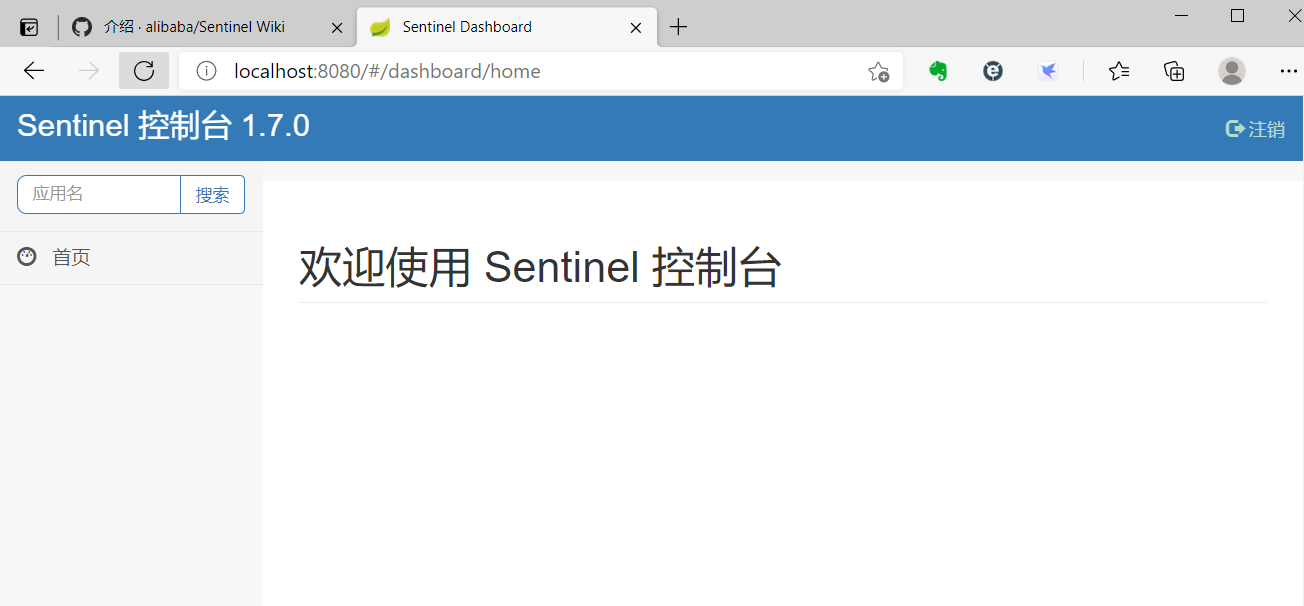 介绍 · alibaba/Sentinel Wiki
Sentinel Dashboard
localhost:8080/#/dashboard/home
Sentinel 控制台 1.7.0
注销
应用名
搜索
首页
欢迎使用 Sentinel 控制台